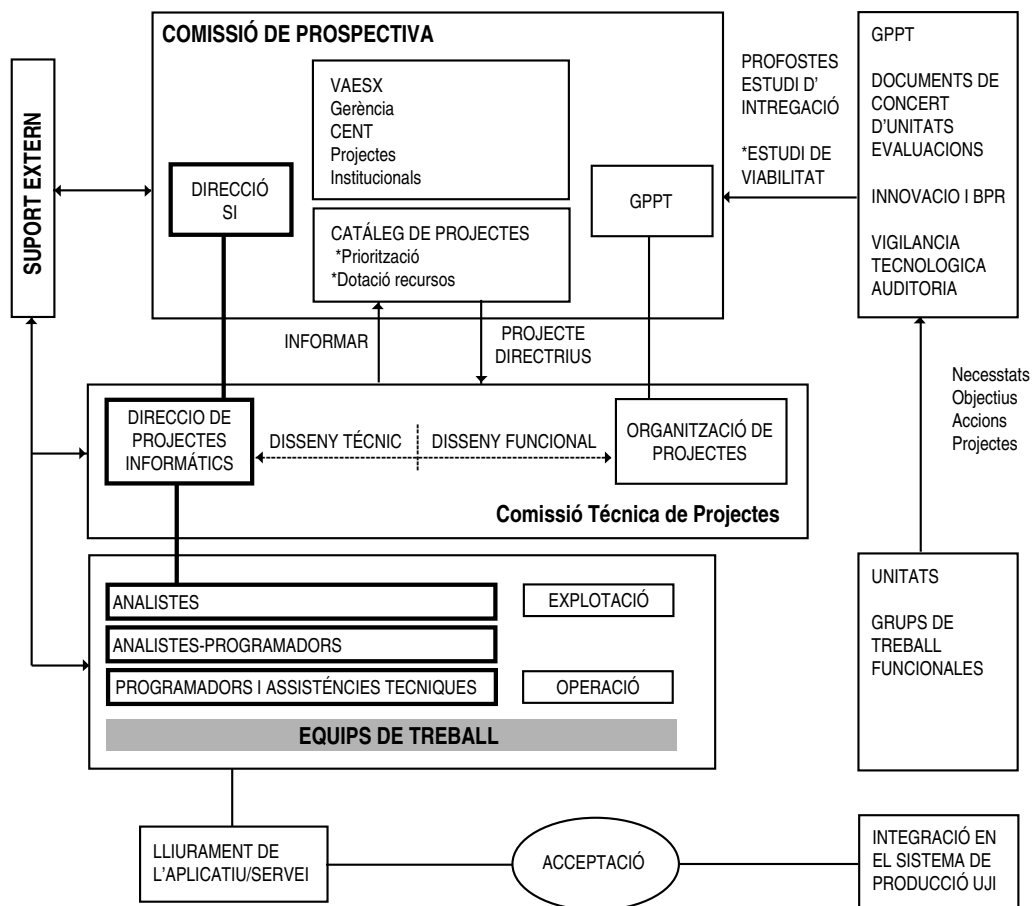 COMISSIÓ DE PROSPECTIVA
SUPORT EXTERN
VAESX
Gerència
CENT
Projectes
Institucionals
DIRECCIÓ
SI
GPPT
CATÁLEG DE PROJECTES
*Priorització
*Dotació recursos
PROFOSTES
ESTUDI D'
INTREGACIÓ
*ESTUDI DE
VIABILITAT
GPPT
DOCUMENTS DE
CONCERT
D'UNITATS
EVALUACIONS
INNOVACIO I BPR
VIGILANCIA
TECNOLOGICA
AUDITORIA
INFORMAR
PROJECTE
DIRECTRIUS
Necesstats
Objectius
Accions
Projectes
DIRECCIO DE
PROJECTES
INFORMÁTICS
DISSENY TÉCNIC
DISSENY FUNCIONAL
ORGANITZACIÓ DE
PROJECTES
Comissió Técnica de Projectes
ANALISTES
EXPLOTACIÓ
ANALISTES-PROGRAMADORS
PROGRAMADORS I ASSISTÉNCIES TECNIQUES
OPERACIÓ
EQUIPS DE TREBALL
UNITATS
GRUPS DE
TREBALL
FUNCIONALES
LLIURAMENT DE
L'APLICATIU/SERVEI
ACCEPTACIÓ
INTEGRACIÓ EN
EL SISTEMA DE
PRODUCCIÓ UJI